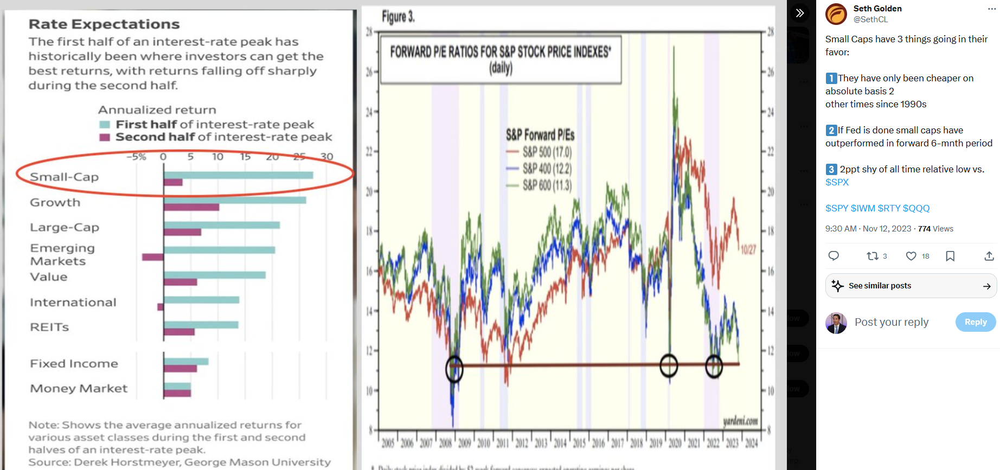 Rate Expectations
The first half of an interest-rate peak has
historically been where investors can get the
best returns, with returns falling off sharply
during the second half.
Annualized return
First half of interest-rate peak
Second half of interest-rate peak
-5% 0 5 10 15 20 25 30
Small-Cap
Growth
Large-Cap
Emerging
Markets
Value
International
REITs
Fixed Income
Money Market
Note: Shows the average annualized returns for
various asset classes during the first and second
halves of an interest-rate peak.
Source: Derek Horstmeyer, George Mason University
Figure 3.
28 28
FORWARD P/E RATIOS FOR S&P STOCK PRICE INDEXES*
(daily)
26 26
24 24
S&P Forward P/Es
S&P 500 (17.0)
22 22
S&P 400 (12.2)
S&P 600 (11.3)
20 20
18 18
10/27
16 16
14 14
12 12
10 10
yardeni.com
8 8
2005 2006 2007 2008 2009 2010 2011 2012 2013 2014 2015 2016 2017 2018 2019 2020 2021 2022 2023 2024
Seth Golden
@SethCL
Small Caps have 3 things going in their
favor:
1 They have only been cheaper on
absolute basis 2
other times since 1990s
2 If Fed is done small caps have
outperformed in forward 6-mnth period
3 2ppt shy of all time relative low vs.
$SPX
$SPY $IWM $RTY $QQQ
9:30 AM · Nov 12, 2023 · 774 Views
3 18
See similar posts
Post your reply
Reply